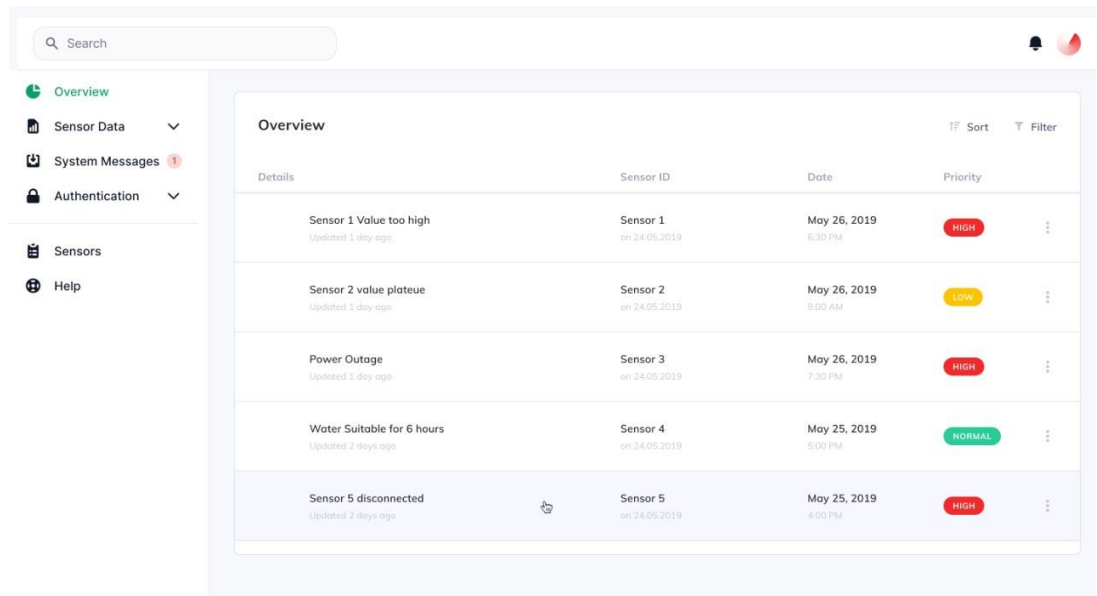 Search
Overview
Sensor Data
System Messages 1
Authentication
Sensors
Help
Overview
Sort Filter
Details Sensor ID Date Priority
Sensor 1 Value too high Sensor 1 May 26, 2019 HIGH
Updated 1 day ago on 24.05.2019 6:30 PM
Sensor 2 value plateue Sensor 2 May 26, 2019 LOW
Updated 1 day ago on 24.05.2019 8:00 AM
Power Outage Sensor 3 May 26, 2019 HIGH
Updated 1 day ago on 24.05.2019 7:30 PM
Water Suitable for 6 hours Sensor 4 May 25, 2019 NORMAL
Updated 2 days ago on 24.05.2019 5:00 PM
Sensor 5 disconnected Sensor 5 May 25, 2019 HIGH
Updated 2 days ago on 24.05.2019 4:00 PM